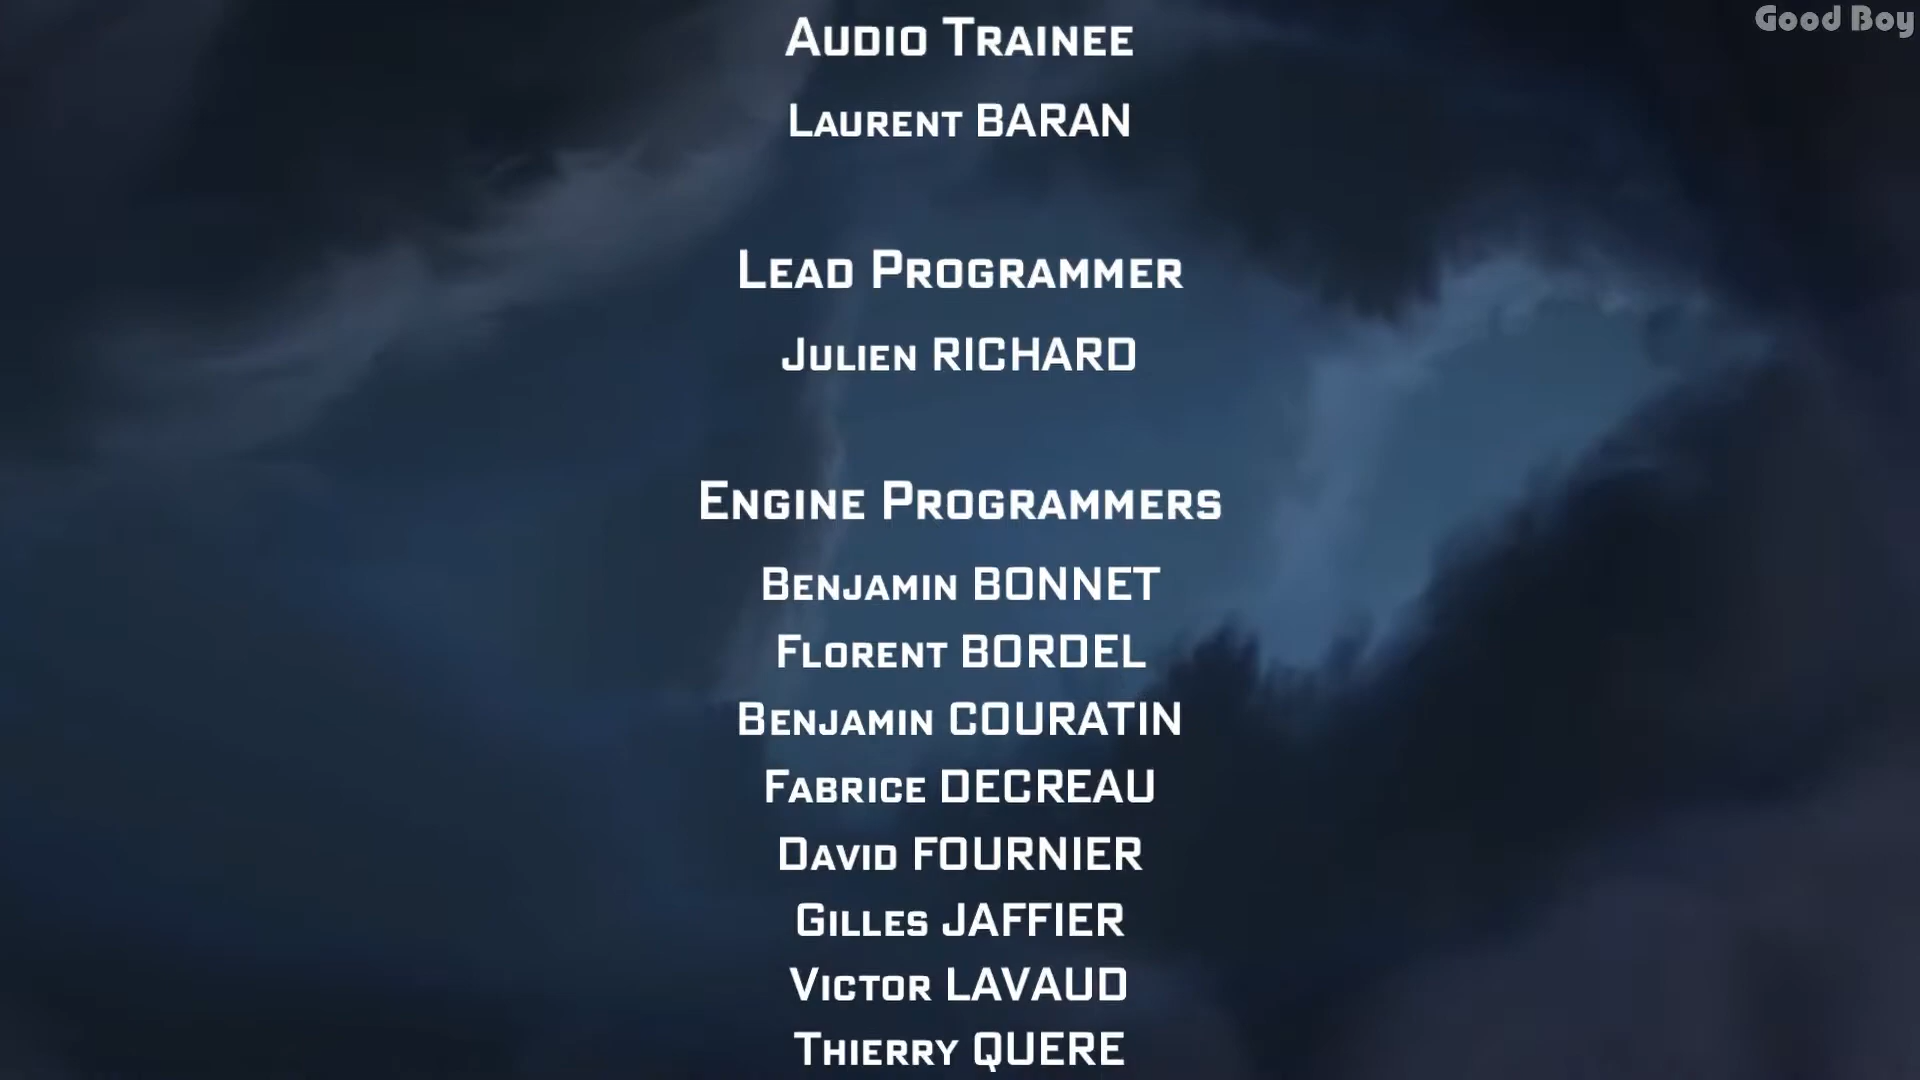 Good Boy
Audio Trainee
Laurent BARAN
Lead Programmer
Julien RICHARD
Engine Programmers
Benjamin BONNET
Florent BORDEL
Benjamin COURATIN
Fabrice DECREAU
David FOURNIER
Gilles JAFFIER
Victor LAVAUD
Thierry QUERE